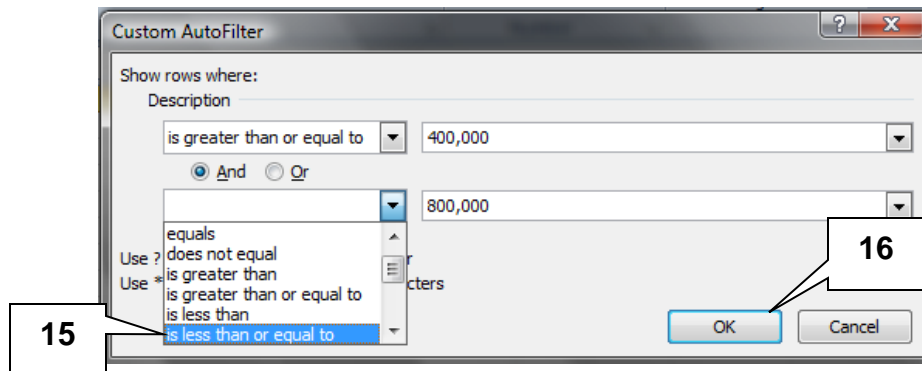 Custom AutoFilter
?
X
Show rows where:
Description
is greater than or equal to 400,000
And Or
800,000
equals
does not equal
is greater than
is greater than or equal to
is less than
is less than or equal to
Use ? r
Use * cters
OK Cancel
15
16